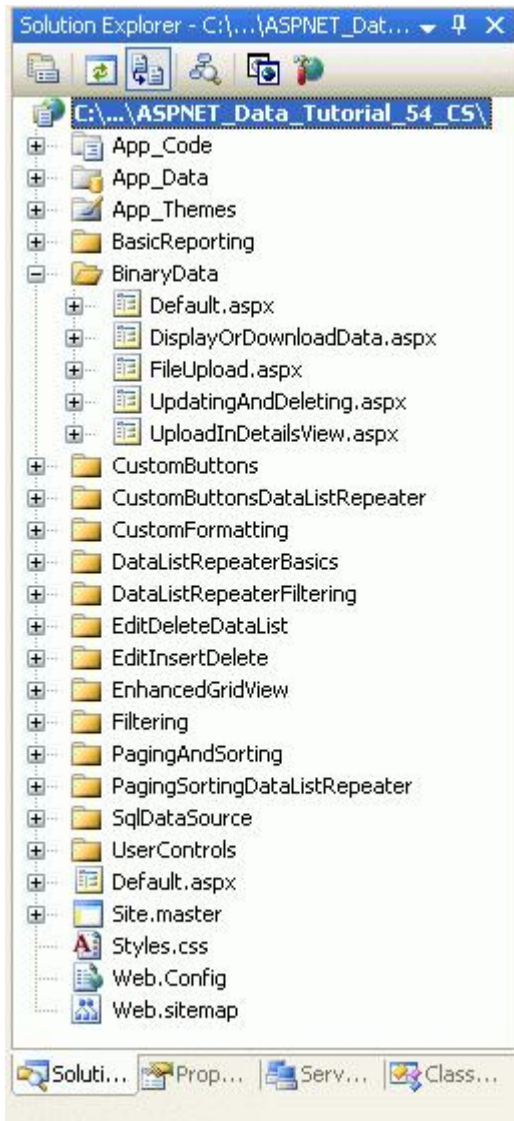 Solution Explorer - C:\...\ASPNET_Dat...
C:\...\ASPNET_Data_Tutorial_54_CS\
App_Code
App_Data
App_Themes
BasicReporting
BinaryData
Default.aspx
DisplayOrDownloadData.aspx
FileUpload.aspx
UpdatingAndDeleting.aspx
UploadInDetailsView.aspx
CustomButtons
CustomButtonsDataListRepeater
CustomFormatting
DataListRepeaterBasics
DataListRepeaterFiltering
EditDeleteDataList
EditInsertDelete
EnhancedGridView
Filtering
PagingAndSorting
PagingSortingDataListRepeater
SqlDataSource
UserControls
Default.aspx
Site.master
Styles.css
Web.Config
Web.sitemap
Soluti... Prop... Serv... Class...